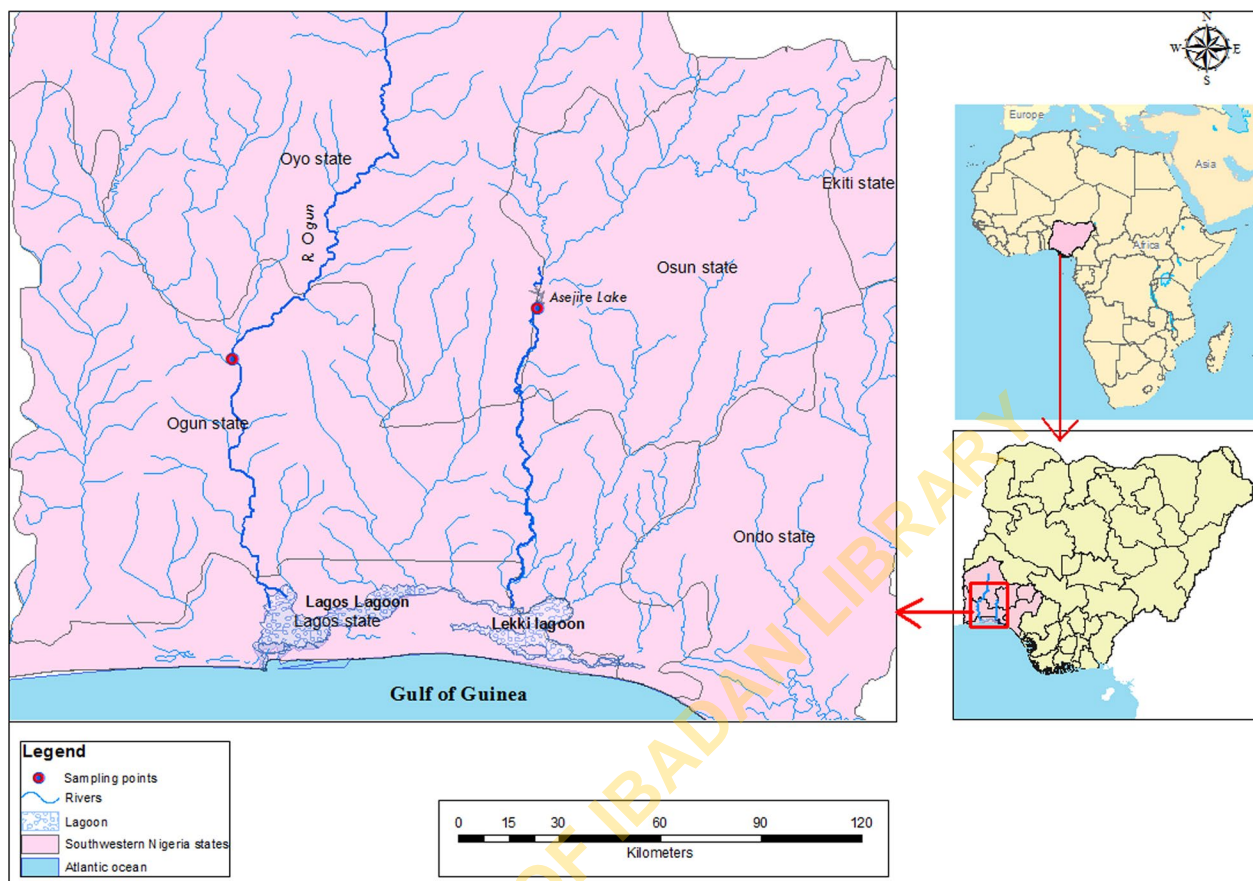 N
W
E
S
Oyo state
Ekiti state
R Ogun
Osun state
Asejire Lake
Ogun state
Ondo state
Lagos Lagoon
Lagos state
Lekki lagoon
Gulf of Guinea
Europe
Asia
Africa
Legend
Sampling points
Rivers
Lagoon
Southwestern Nigeria states
Atlantic ocean
0 15 30 60 90 120
Kilometers
OF IBADAN LIBRARY